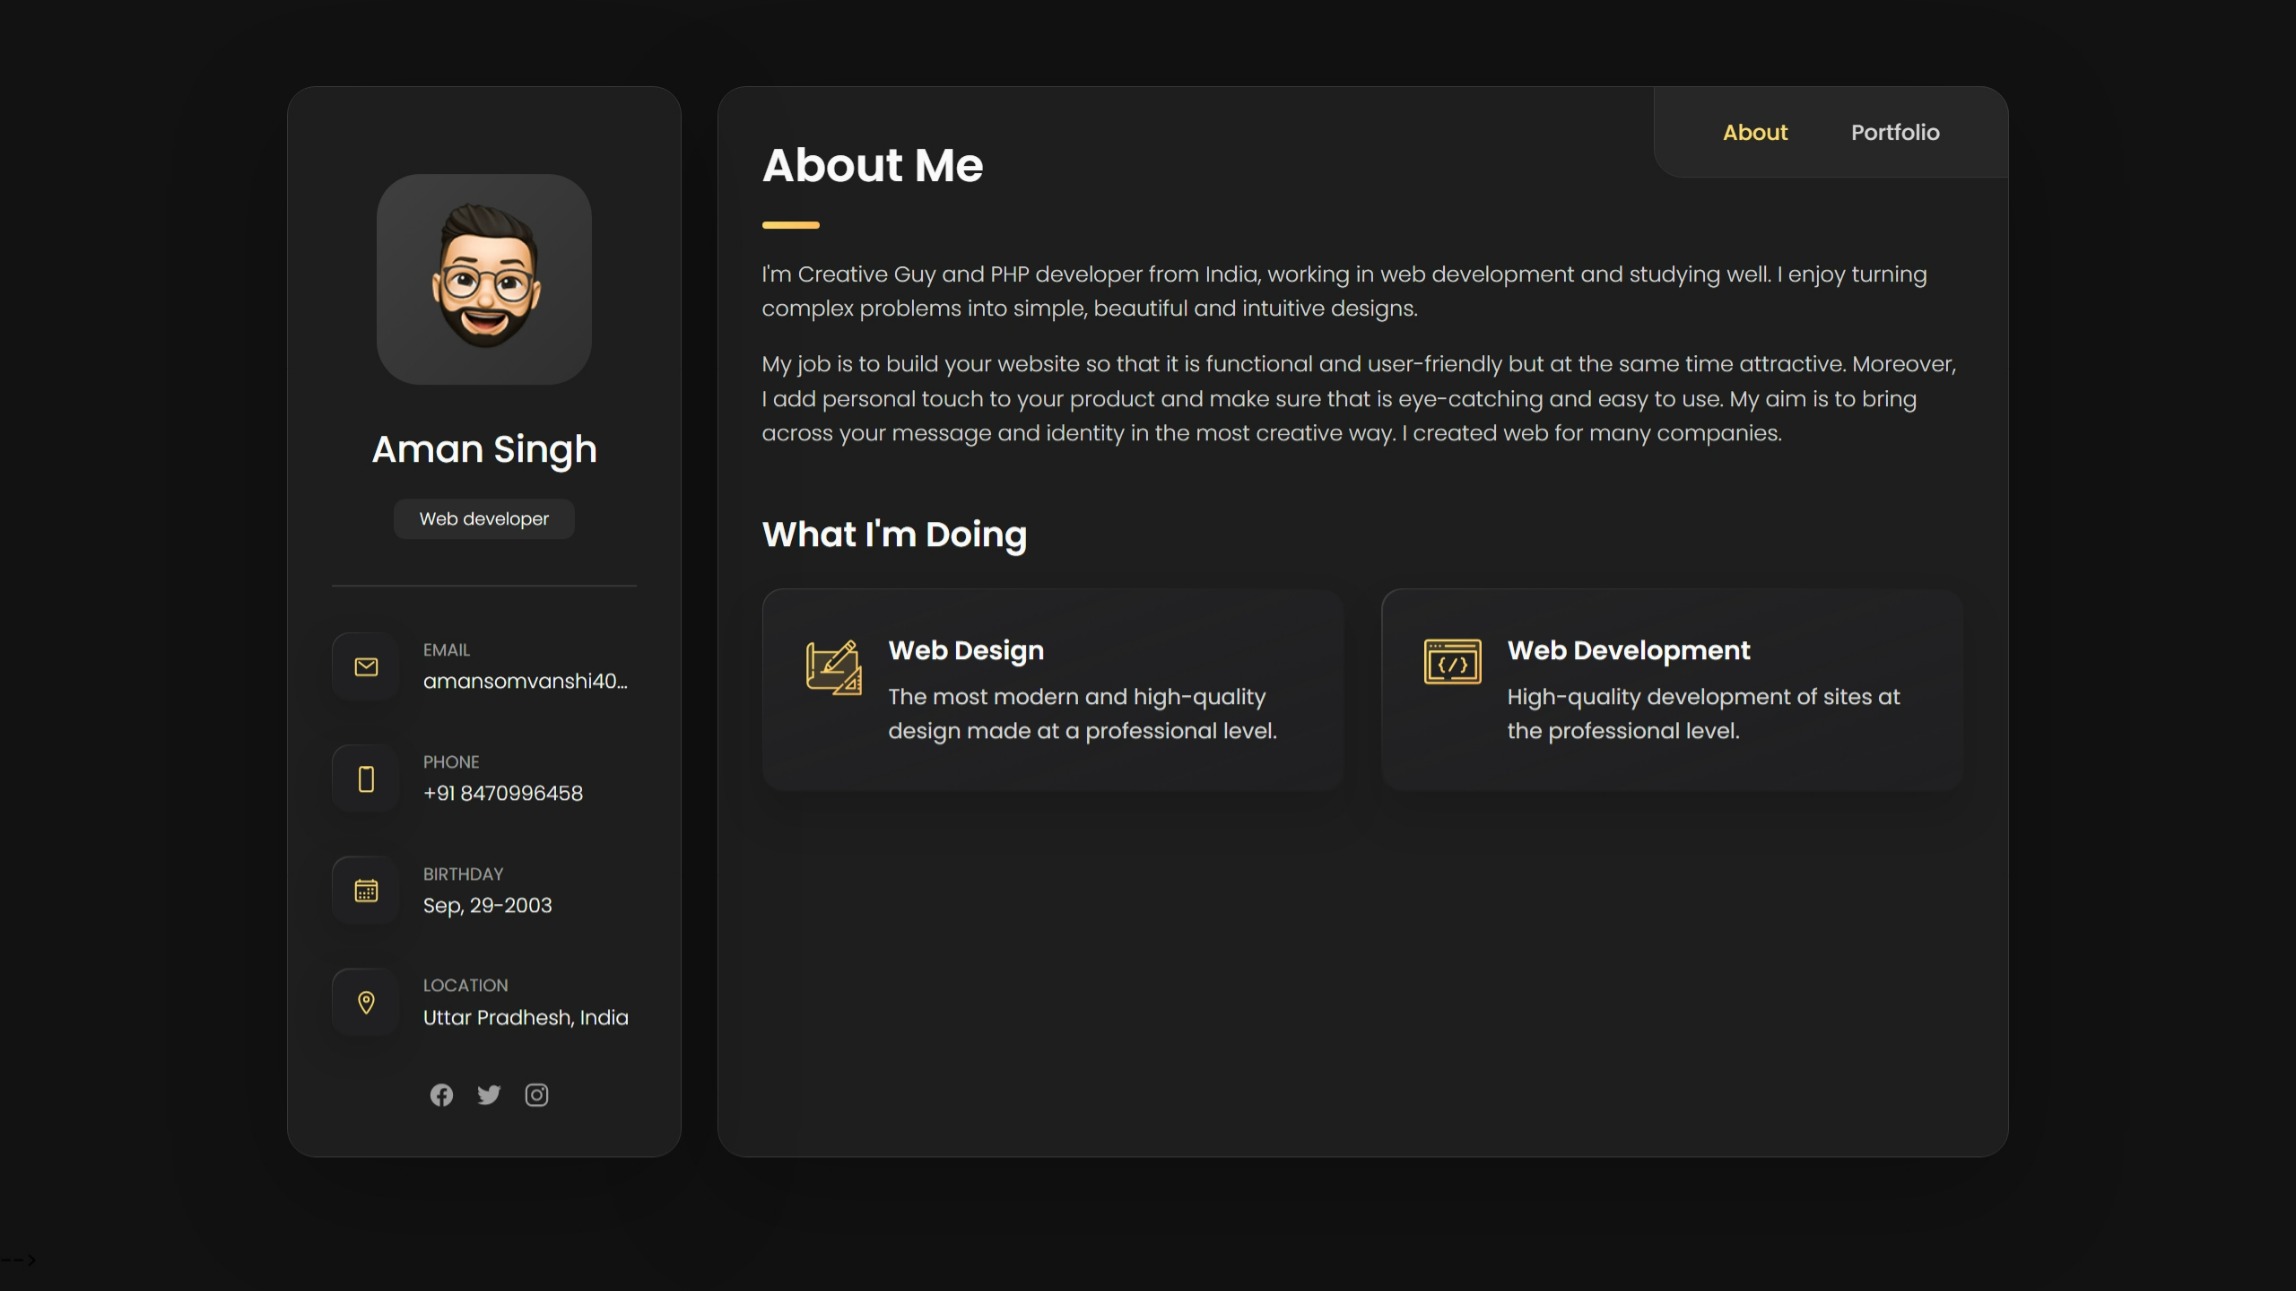 Aman Singh
Web developer
EMAIL
amansomvanshi40...
PHONE
+91 8470996458
BIRTHDAY
Sep, 29-2003
LOCATION
Uttar Pradhesh, India
About Portfolio
About Me
I'm Creative Guy and PHP developer from India, working in web development and studying well. I enjoy turning
complex problems into simple, beautiful and intuitive designs.
My job is to build your website so that it is functional and user-friendly but at the same time attractive. Moreover,
I add personal touch to your product and make sure that is eye-catching and easy to use. My aim is to bring
across your message and identity in the most creative way. I created web for many companies.
What I'm Doing
Web Design
The most modern and high-quality
design made at a professional level.
Web Development
High-quality development of sites at
the professional level.
-->